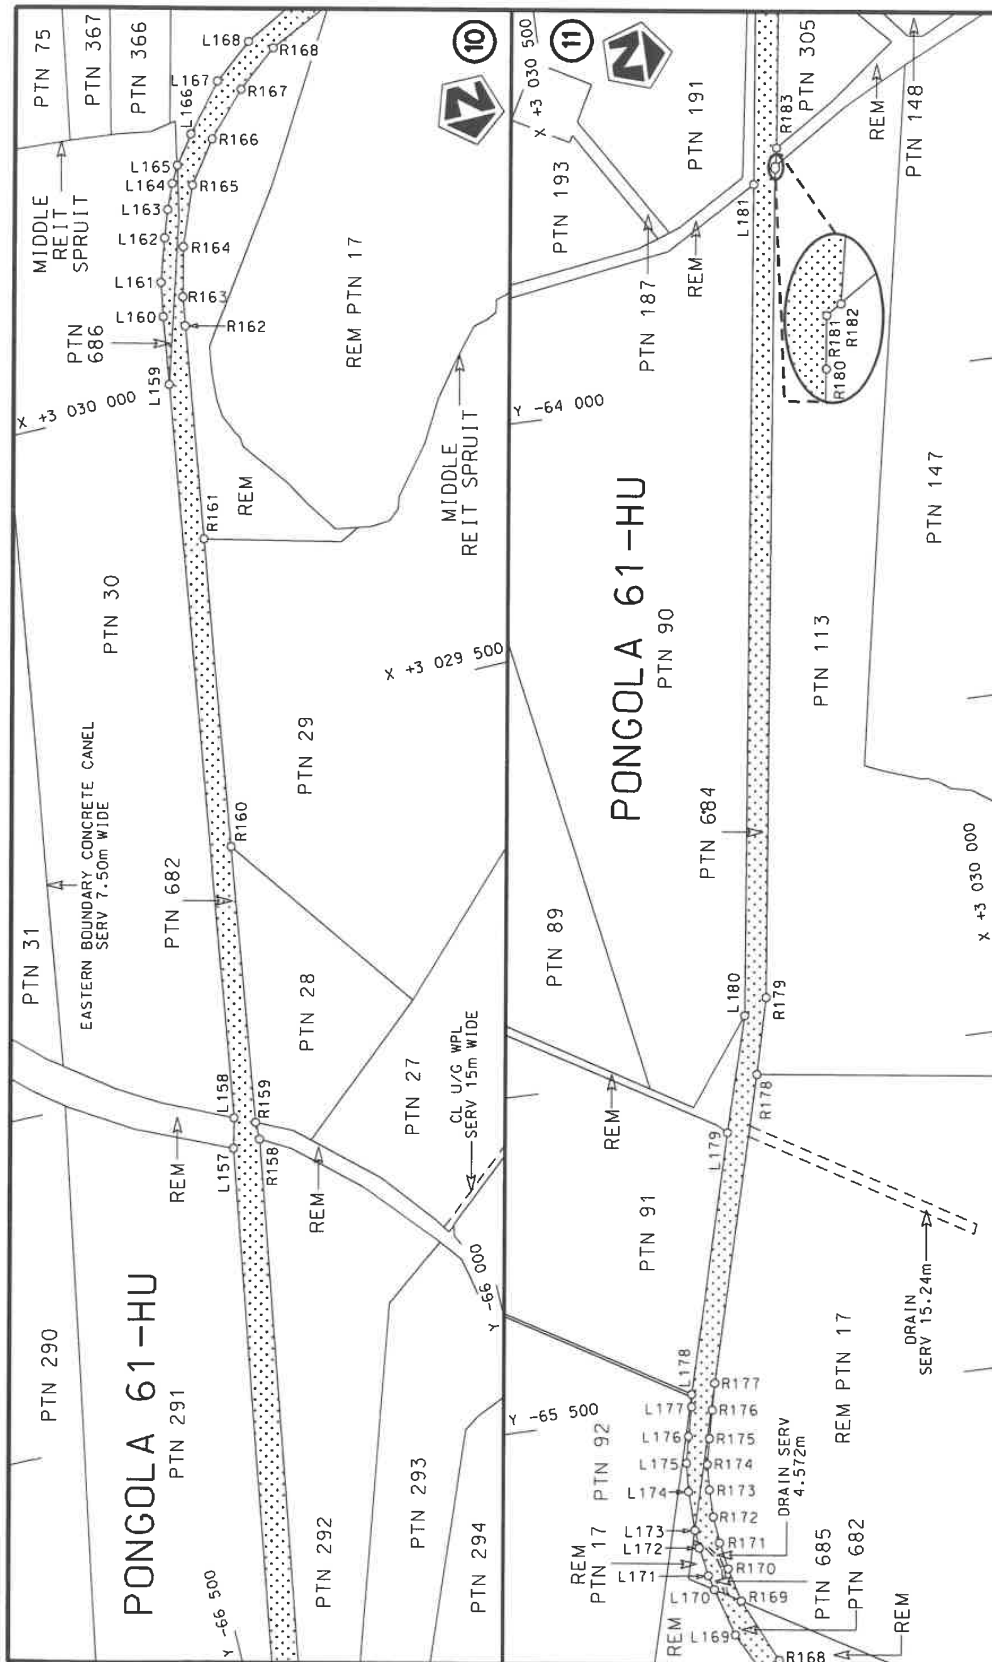 PTN 75
PTN 367
PTN 366
MIDDLE
REIT
SPRUIT
L168
R168
L167
R167
L166
R166
L165
R165
L164
R164
L163
R163
L162
R162
L161
L160
L159
PTN
686
X +3 030 000
REM PTN 17
MIDDLE
REIT SPRUIT
R161
REM
PTN 30
X +3 029 500
PTN 29
R160
EASTERN BOUNDARY CONCRETE CANEL
SERV 7.50m WIDE
PTN 31
PTN 682
PTN 28
L158
R159
L157
R158
REM
REM
PTN 27
CL U/G WPL
SERV 15m WIDE
Y -66 000
PTN 290
PONGOLA 61-HU
PTN 291
PTN 292
PTN 293
PTN 294
Y -66 500
10
N
11
N
X +3 030 500
PTN 193
PTN 191
PTN 305
R183
REM
PTN 148
L181
PTN 187
REM
R180
R181
R182
Y -64 000
PONGOLA 61-HU
PTN 90
PTN 147
PTN 113
PTN 684
PTN 89
X +3 030 000
L180
R179
R178
L179
REM
PTN 91
DRAIN
SERV 15.24m
REM PTN 17
L178
L177
R177
R176
Y -65 500
L176
R175
L175
R174
L174
R173
PTN 92
DRAIN SERV
4.572m
R172
L173
L172
R171
REM
PTN 17
L171
R170
L170
R169
PTN 685
PTN 682
L169
REM
R168
REM